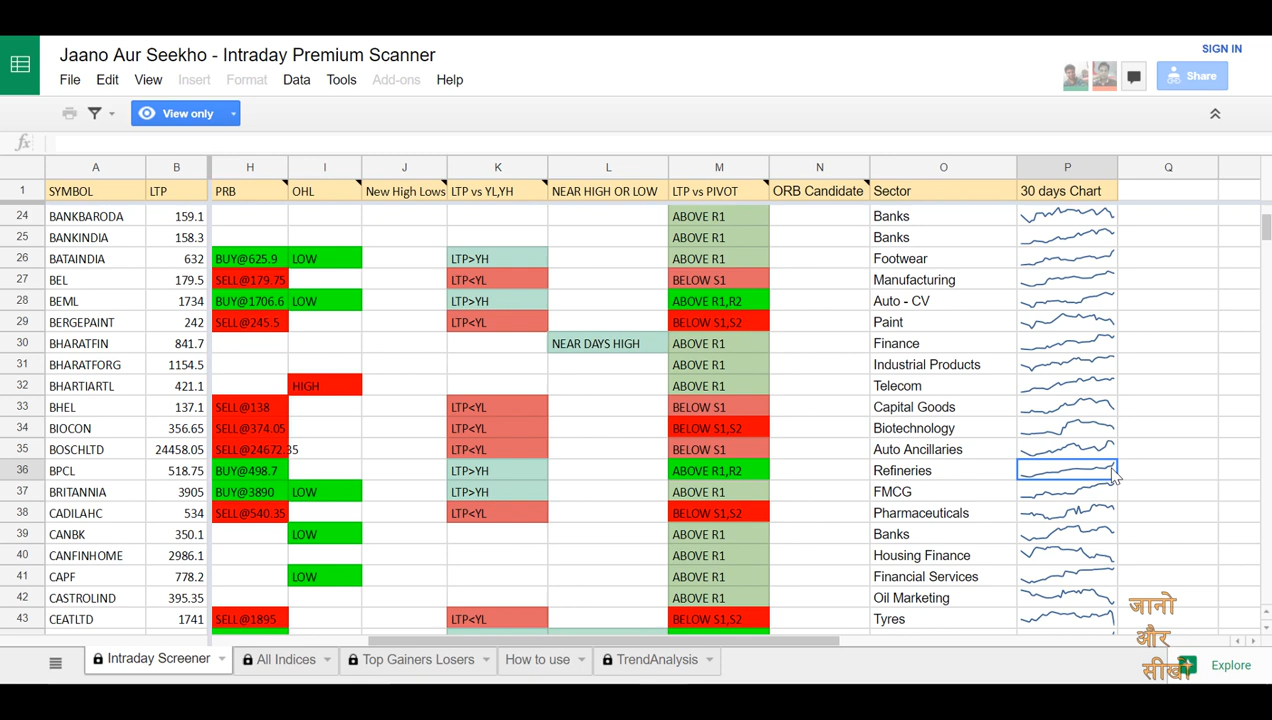 Jaano Aur Seekho - Intraday Premium Scanner
SIGN IN
File Edit View Insert Format Data Tools Add-ons Help
Share
View only
fx
A B H I J K L M N O P Q
1 SYMBOL LTP PRB OHL New High Lows LTP vs YL,YH NEAR HIGH OR LOW LTP vs PIVOT ORB Candidate Sector 30 days Chart
24 BANKBARODA 159.1 ABOVE R1 Banks
25 BANKINDIA 158.3 ABOVE R1 Banks
26 BATAINDIA 632 BUY@625.9 LOW LTP>YH ABOVE R1 Footwear
27 BEL 179.5 SELL@179.75 LTP<YL BELOW S1 Manufacturing
28 BEML 1734 BUY@1706.6 LOW LTP>YH ABOVE R1,R2 Auto - CV
29 BERGEPAINT 242 SELL@245.5 LTP<YL BELOW S1,S2 Paint
30 BHARATFIN 841.7 NEAR DAYS HIGH ABOVE R1 Finance
31 BHARATFORG 1154.5 ABOVE R1 Industrial Products
32 BHARTIARTL 421.1 HIGH ABOVE R1 Telecom
33 BHEL 137.1 SELL@138 LTP<YL BELOW S1 Capital Goods
34 BIOCON 356.65 SELL@374.05 LTP<YL BELOW S1,S2 Biotechnology
35 BOSCHLTD 24458.05 SELL@24672.35 LTP<YL BELOW S1 Auto Ancillaries
36 BPCL 518.75 BUY@498.7 LTP>YH ABOVE R1,R2 Refineries
37 BRITANNIA 3905 BUY@3890 LOW LTP>YH ABOVE R1 FMCG
38 CADILAHC 534 SELL@540.35 LTP<YL BELOW S1,S2 Pharmaceuticals
39 CANBK 350.1 LOW ABOVE R1 Banks
40 CANFINHOME 2986.1 ABOVE R1 Housing Finance
41 CAPF 778.2 LOW ABOVE R1 Financial Services
42 CASTROLIND 395.35 ABOVE R1 Oil Marketing
43 CEATLTD 1741 SELL@1895 LTP<YL BELOW S1,S2 Tyres
जानो
और
सीखो
Intraday Screener All Indices Top Gainers Losers How to use TrendAnalysis Explore